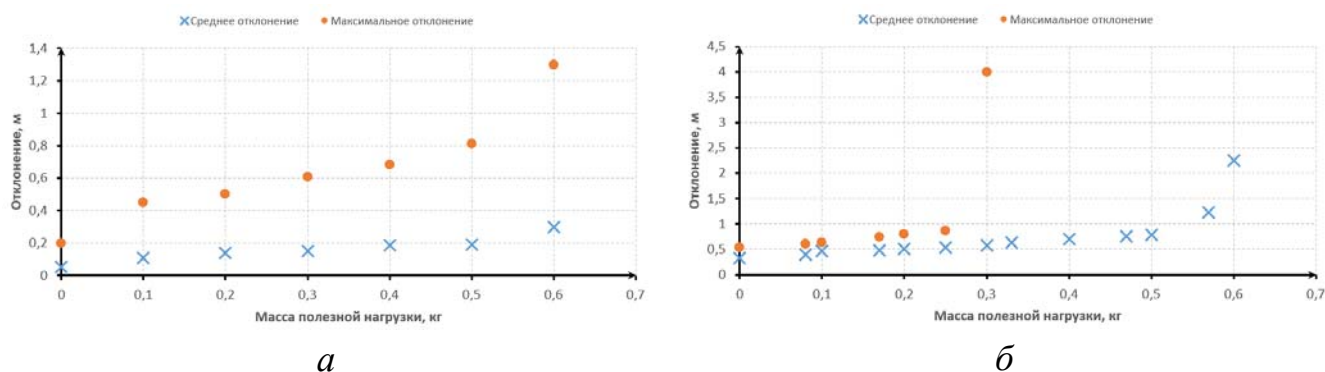 Среднее отклонение Максимальное отклонение
1,4
1,2
1
0,8
0,6
0,4
0,2
0
Отклонение, м
0 0,1 0,2 0,3 0,4 0,5 0,6 0,7
Масса полезной нагрузки, кг
а
Среднее отклонение Максимальное отклонение
4,5
4
3,5
3
2,5
2
1,5
1
0,5
0
Отклонение, м
0 0,1 0,2 0,3 0,4 0,5 0,6 0,7
Масса полезной нагрузки, кг
б